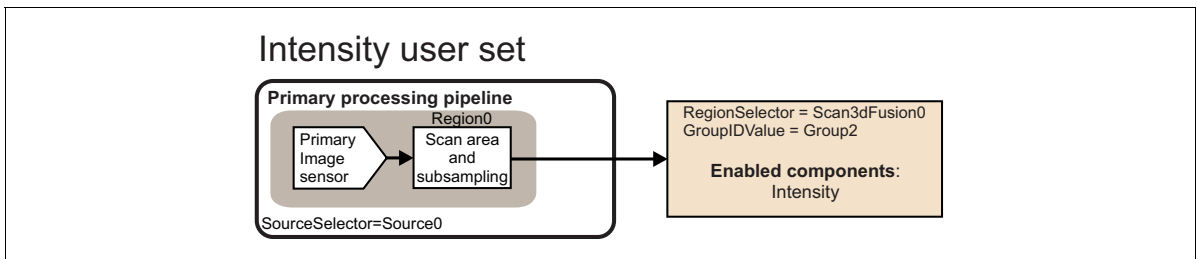 Intensity user set
Primary processing pipeline
Region0
Primary
Image
sensor
Scan area
and
subsampling
SourceSelector=Source0
RegionSelector = Scan3dFusion0
GroupIDValue = Group2
Enabled components:
Intensity